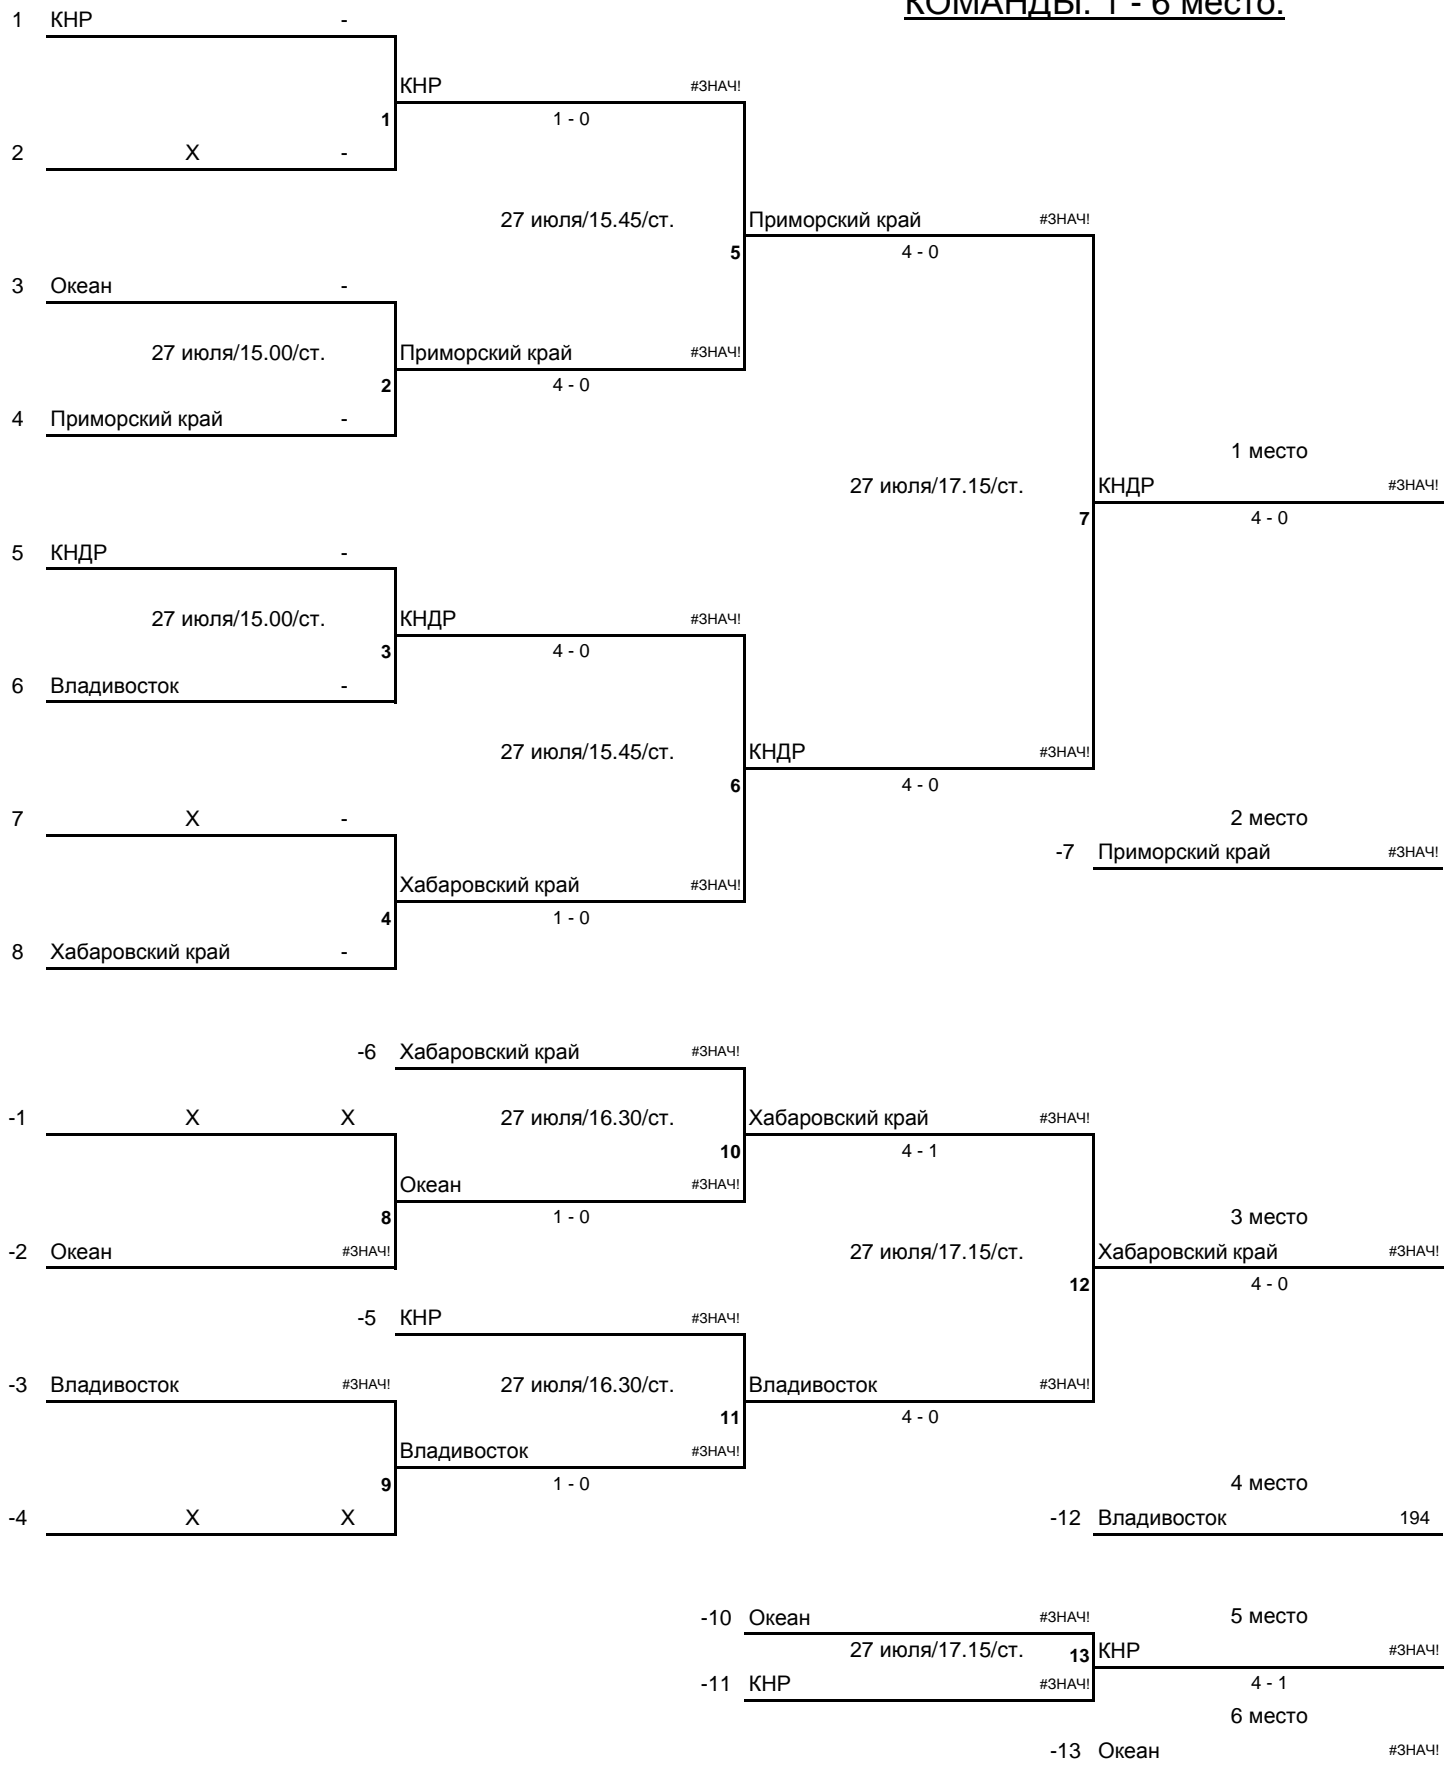 КОМАНДЫ. 1 - 6 место.
1 КНР -
КНР #ЗНАЧ!
1 1 - 0
2 X -
27 июля/15.45/ст. Приморский край #ЗНАЧ!
5 4 - 0
3 Океан -
27 июля/15.00/ст. Приморский край #ЗНАЧ!
2 4 - 0
4 Приморский край -
1 место
27 июля/17.15/ст. КНДР #ЗНАЧ!
7 4 - 0
5 КНДР -
27 июля/15.00/ст. КНДР #ЗНАЧ!
3 4 - 0
6 Владивосток -
27 июля/15.45/ст. КНДР #ЗНАЧ!
6 4 - 0
7 X - 2 место
-7 Приморский край #ЗНАЧ!
Хабаровский край #ЗНАЧ!
4 1 - 0
8 Хабаровский край -
-6 Хабаровский край #ЗНАЧ!
-1 X X 27 июля/16.30/ст. Хабаровский край #ЗНАЧ!
10 4 - 1
Океан #ЗНАЧ!
8 1 - 0 3 место
-2 Океан #ЗНАЧ! 27 июля/17.15/ст. Хабаровский край #ЗНАЧ!
12 4 - 0
-5 КНР #ЗНАЧ!
-3 Владивосток #ЗНАЧ! 27 июля/16.30/ст. Владивосток #ЗНАЧ!
11 4 - 0
Владивосток #ЗНАЧ!
9 1 - 0 4 место
-4 X X -12 Владивосток 194
-10 Океан #ЗНАЧ! 5 место
27 июля/17.15/ст. 13 КНР #ЗНАЧ!
-11 КНР #ЗНАЧ! 4 - 1
6 место
-13 Океан #ЗНАЧ!